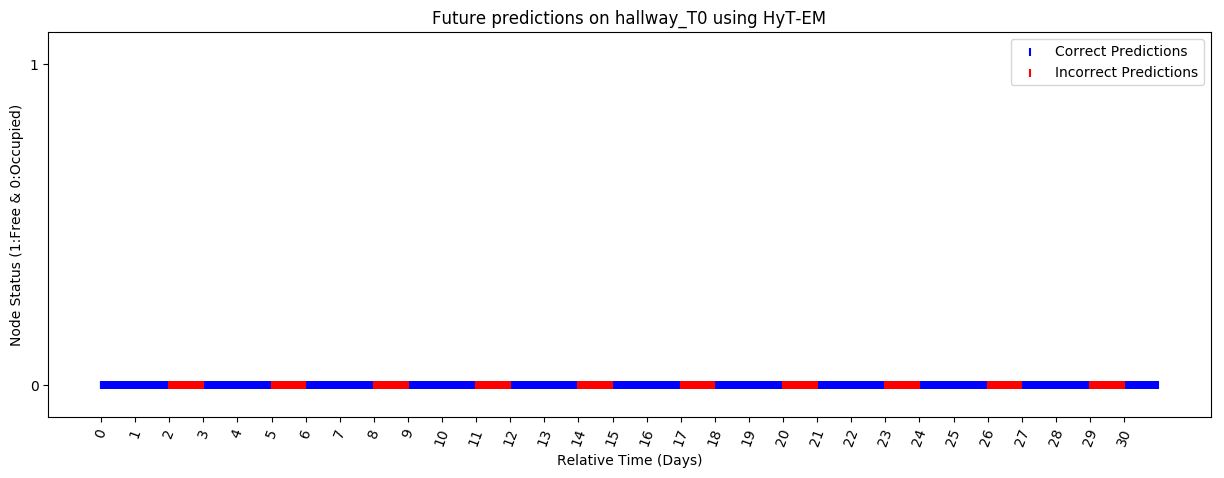 Future predictions on hallway_T0 using HyT-EM
Correct Predictions
Incorrect Predictions
Node Status (1:Free & 0:Occupied)
1
0
0 1 2 3 4 5 6 7 8 9 10 11 12 13 14 15 16 17 18 19 20 21 22 23 24 25 26 27 28 29 30
Relative Time (Days)